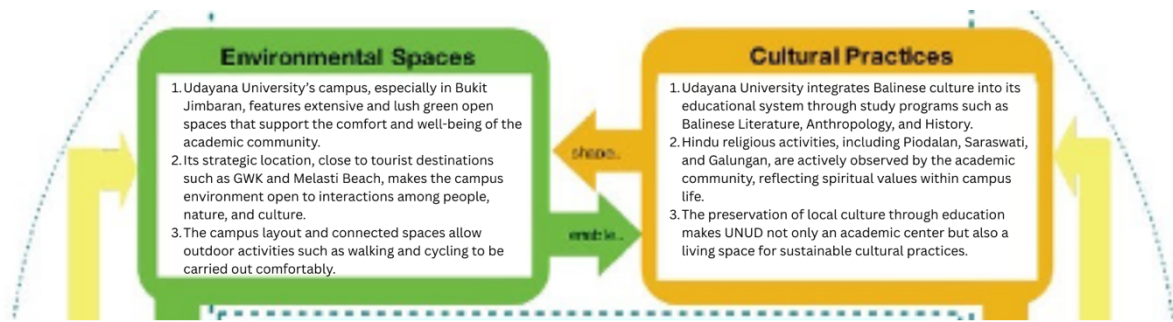 Environmental Spaces
1. Udayana University's campus, especially in Bukit
Jimbaran, features extensive and lush green open
spaces that support the comfort and well-being of the
academic community.
2. Its strategic location, close to tourist destinations
such as GWK and Melasti Beach, makes the campus
environment open to interactions among people,
nature, and culture.
3. The campus layout and connected spaces allow
outdoor activities such as walking and cycling to be
carried out comfortably.
shape..
enable..
Cultural Practices
1. Udayana University integrates Balinese culture into its
educational system through study programs such as
Balinese Literature, Anthropology, and History.
2. Hindu religious activities, including Piodalan, Saraswati,
and Galungan, are actively observed by the academic
community, reflecting spiritual values within campus
life.
3. The preservation of local culture through education
makes UNUD not only an academic center but also a
living space for sustainable cultural practices.